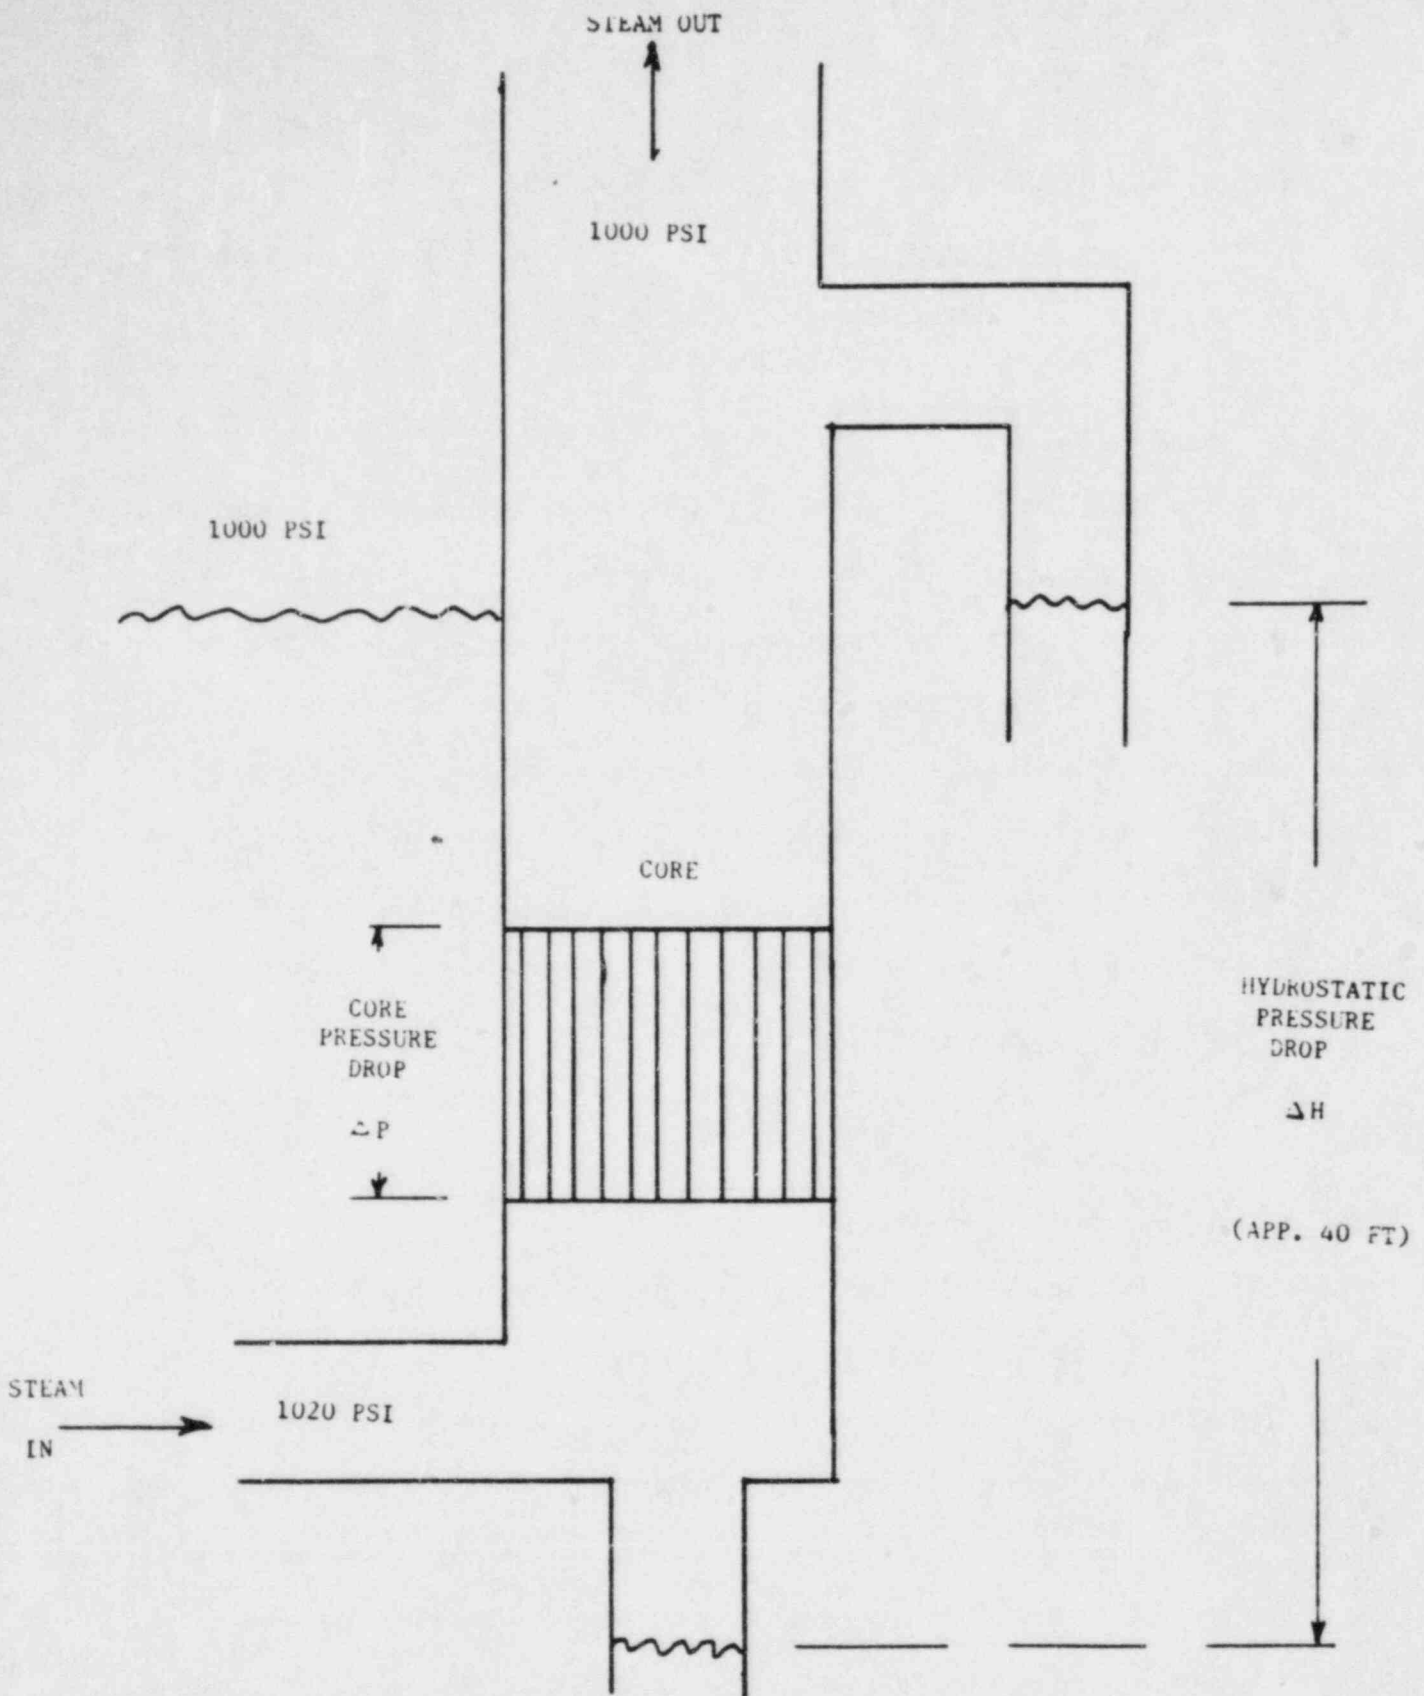 STEAM OUT
1000 PSI
1000 PSI
CORE
CORE
PRESSURE
DROP
ΔP
HYDROSTATIC
PRESSURE
DROP
ΔH
(APP. 40 FT)
STEAM
IN
1020 PSI